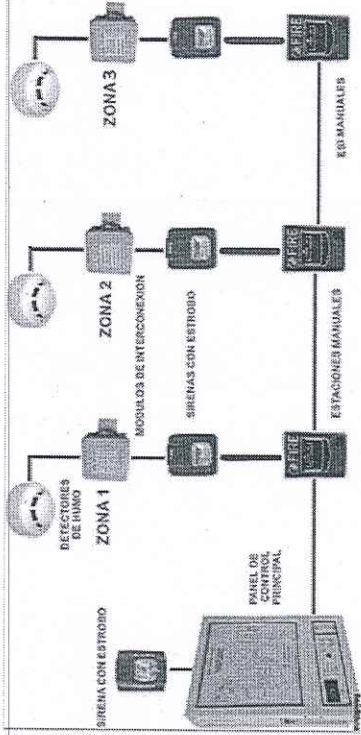 DETECTORES
DE HUMO
ZONA 1
ZONA 2
ZONA 3
MODULOS DE INTERCONEXION
SIRENA CON ESTROBO
SIRENAS CON ESTROBO
PANEL DE
CONTROL
PRINCIPAL
FIRE
FIRE
FIRE
ESTACIONES MANUALES
MANUALES